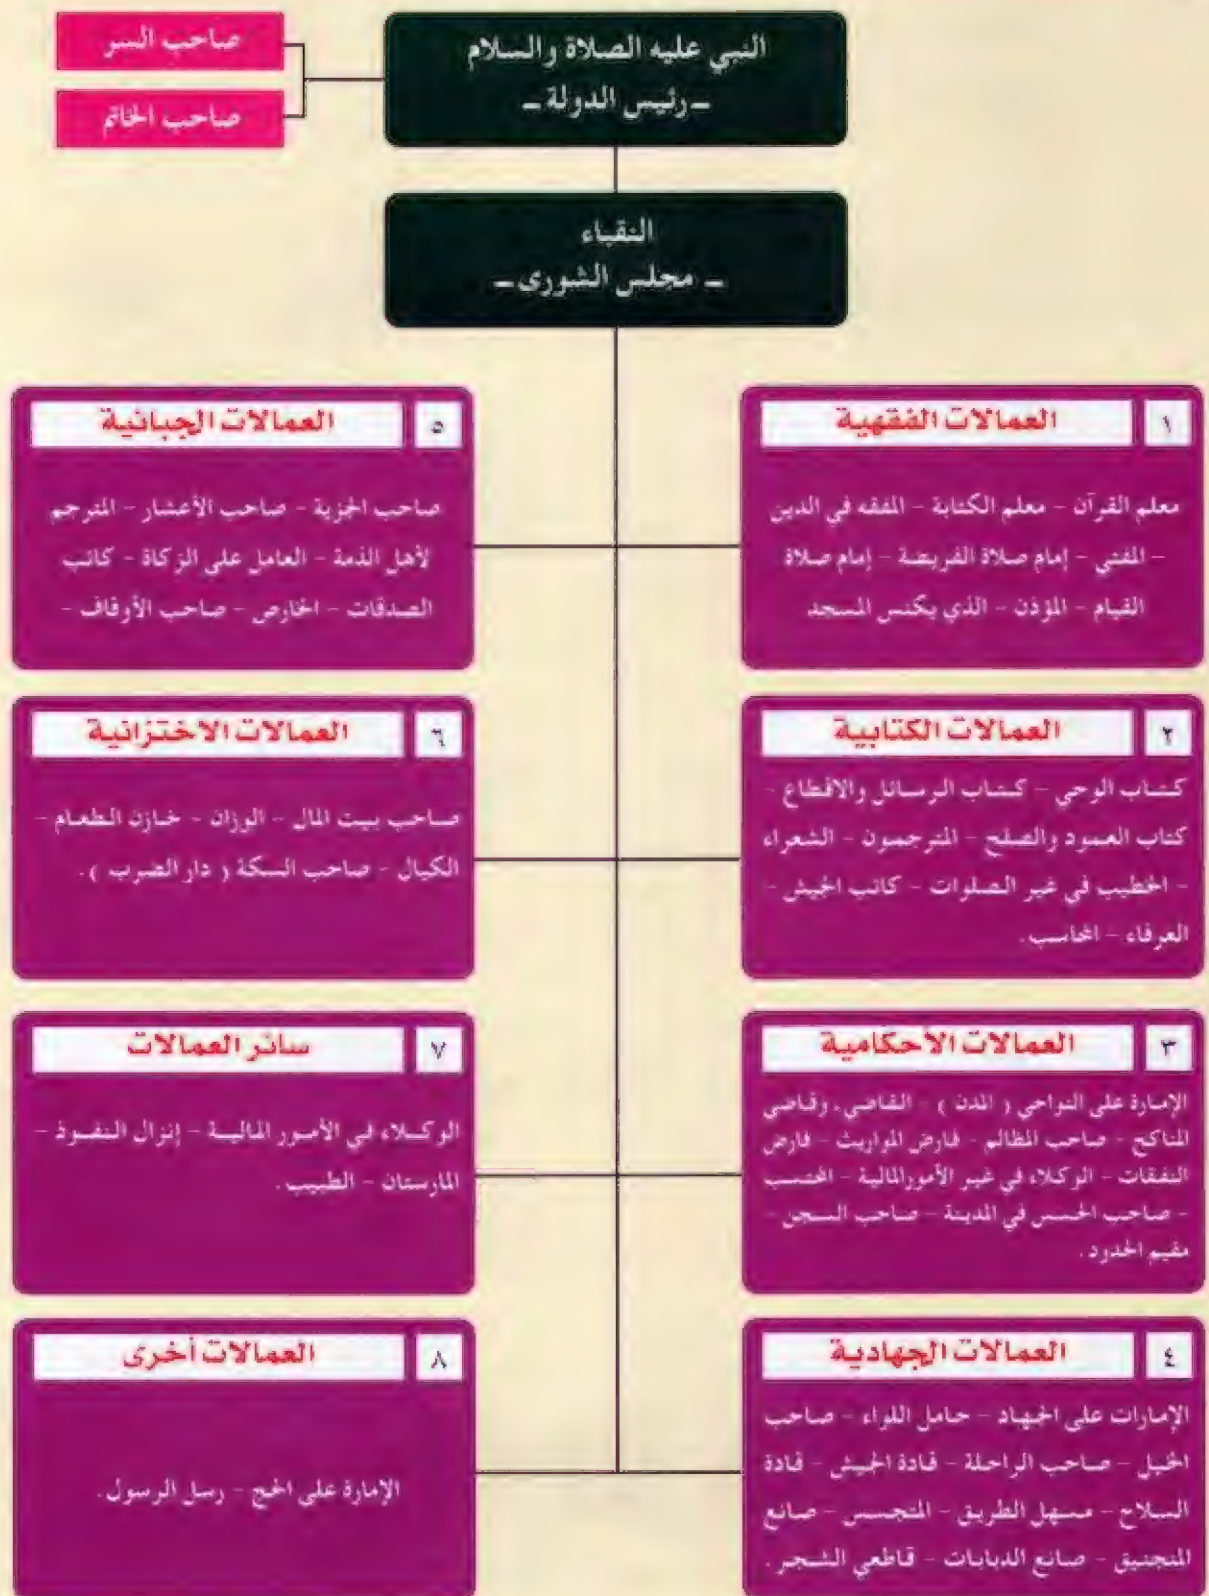 النبي عليه الصلاة والسلام
ـ رئيس الدولة ـ
صاحب السر
صاحب الخاتم
النقباء
ـ مجلس الشورى ـ
١ العمالات الفقهية
معلم القرآن - معلم الكتابة - المفقه في الدين
- المفتي - إمام صلاة الفريضة - إمام صلاة
القيام - المؤذن - الذي يكنس المسجد
٢ العمالات الكتابية
كتاب الوحي - كتاب الرسائل والاقطاع -
كتاب العهود والصلح - المترجمون - الشعراء
- الخطيب في غير الصلوات - كاتب الجيش -
العرفاء - المحاسب .
٣ العمالات الأحكامية
الإمارة على النواحي ( المدن ) - القاضي، وقاضي
المناكح - صاحب المظالم - فارض المواريث - فارض
النفقات - الوكلاء في غير الأمورالمالية - المحتسب
- صاحب العسس في المدينة - صاحب السجن -
مقيم الحدود .
٤ العمالات الجهادية
الإمارات على الجهاد - حامل اللواء - صاحب
الخيل - صاحب الراحلة - قادة الجيش - قادة
السلاح - مسهل الطريق - المتجسس - صانع
المنجنيق - صانع الدبابات - قاطعي الشجر .
٥ العمالات الجبائية
صاحب الجزية - صاحب الأعشار - المترجم
لأهل الذمة - العامل على الزكاة - كاتب
الصدقات - الخارص - صاحب الأوقاف -
٦ العمالات الاختزانية
صاحب بيت المال - الوزان - خازن الطعام -
الكيال - صاحب السكة ( دار الضرب ) .
٧ سائر العمالات
الوكلاء في الأمور المالية - إنزال النفوذ -
المارستان - الطبيب .
٨ العمالات أخرى
الإمارة على الحج - رسل الرسول .